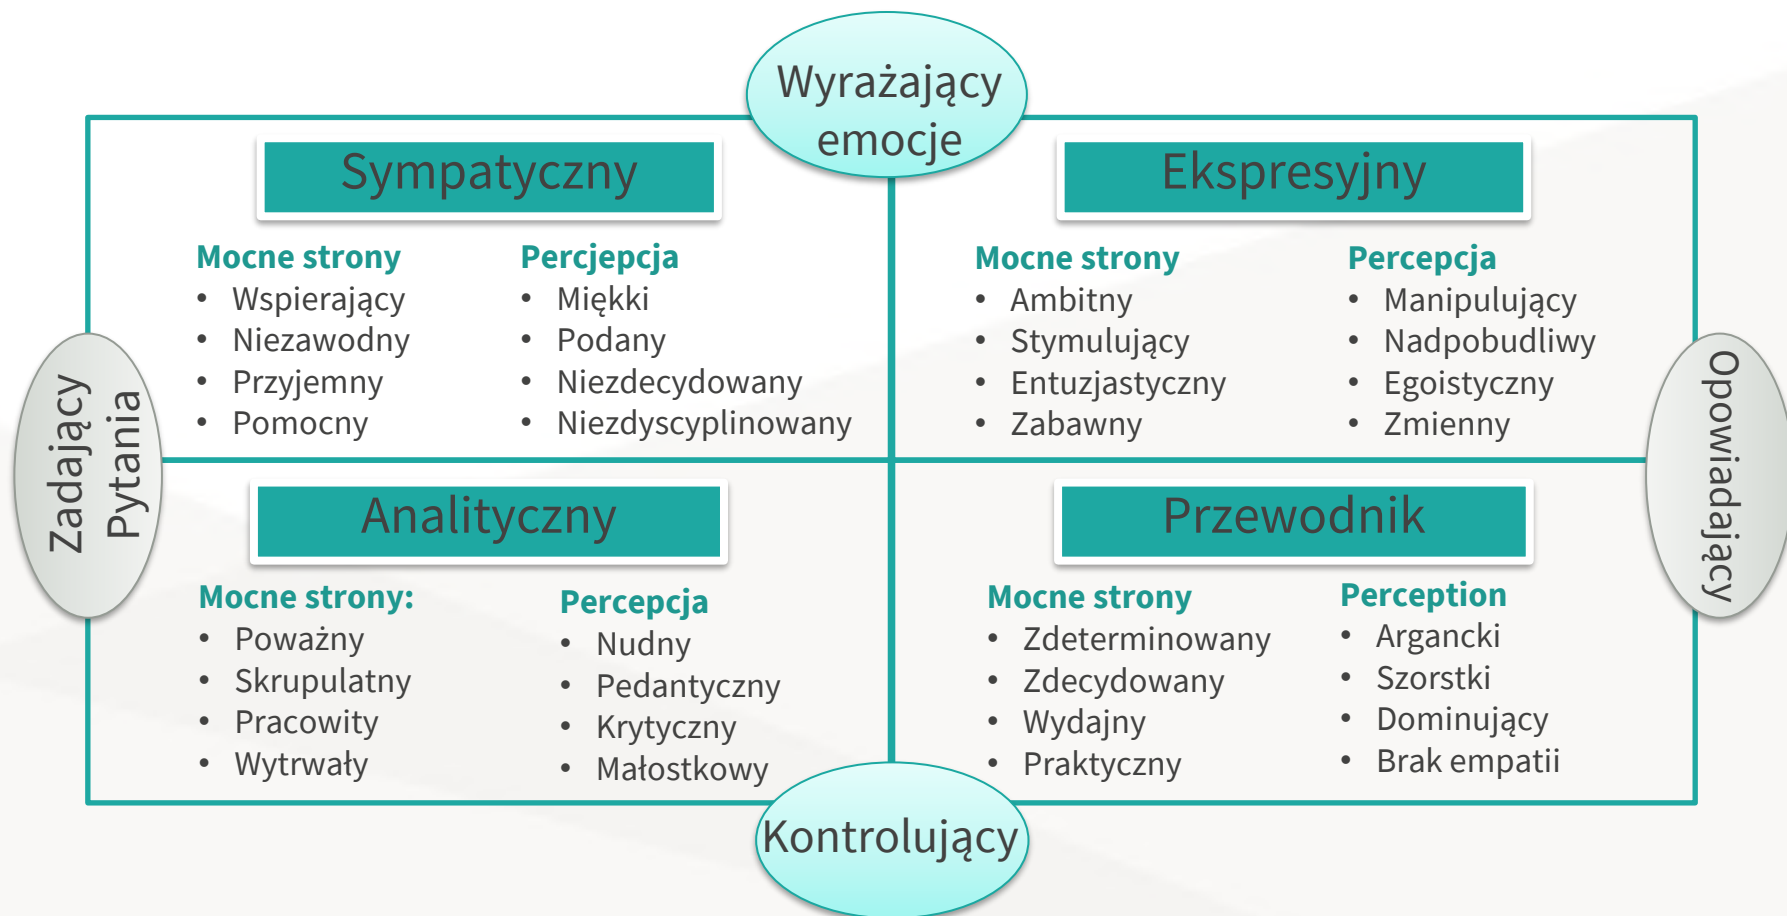 Wyrażający
emocje
Sympatyczny
Mocne strony
• Wspierający
• Niezawodny
• Przyjemny
• Pomocny
Percjepcja
• Miękki
• Podany
• Niezdecydowany
• Niezdyscyplinowany
Ekspresyjny
Mocne strony
• Ambitny
• Stymulujący
• Entuzjastyczny
• Zabawny
Percepcja
• Manipulujący
• Nadpobudliwy
• Egoistyczny
• Zmienny
Zadający
Pytania
Opowiadający
Analityczny
Mocne strony:
• Poważny
• Skrupulatny
• Pracowity
• Wytrwały
Percepcja
• Nudny
• Pedantyczny
• Krytyczny
• Małostkowy
Przewodnik
Mocne strony
• Zdeterminowany
• Zdecydowany
• Wydajny
• Praktyczny
Perception
• Argancki
• Szorstki
• Dominujący
• Brak empatii
Kontrolujący